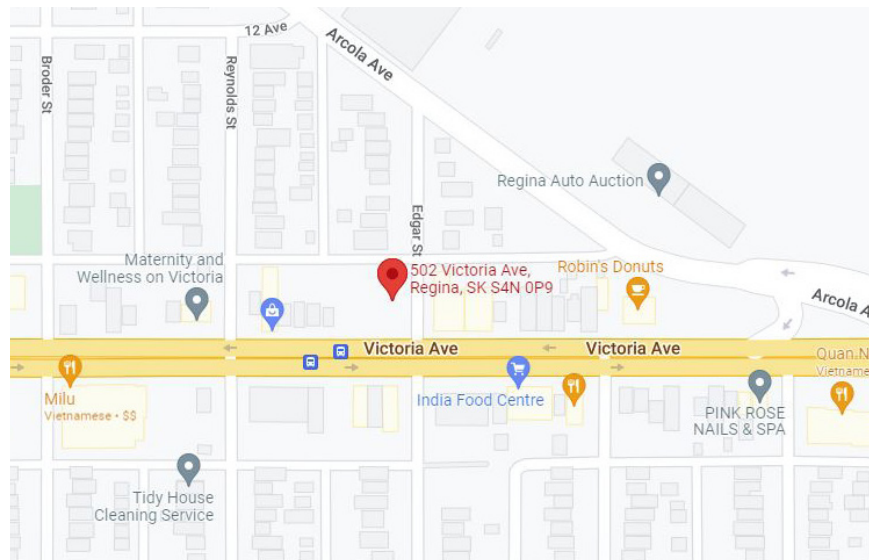 12 Ave
Arcola Ave
Broder St
Reynolds St
Regina Auto Auction
Edgar St
Maternity and
Wellness on Victoria
502 Victoria Ave,
Regina, SK S4N 0P9
Robin's Donuts
Arcola A
Victoria Ave
Victoria Ave
Quan N
Vietname
Milu
Vietnamese • $$
India Food Centre
PINK ROSE
NAILS & SPA
Tidy House
Cleaning Service